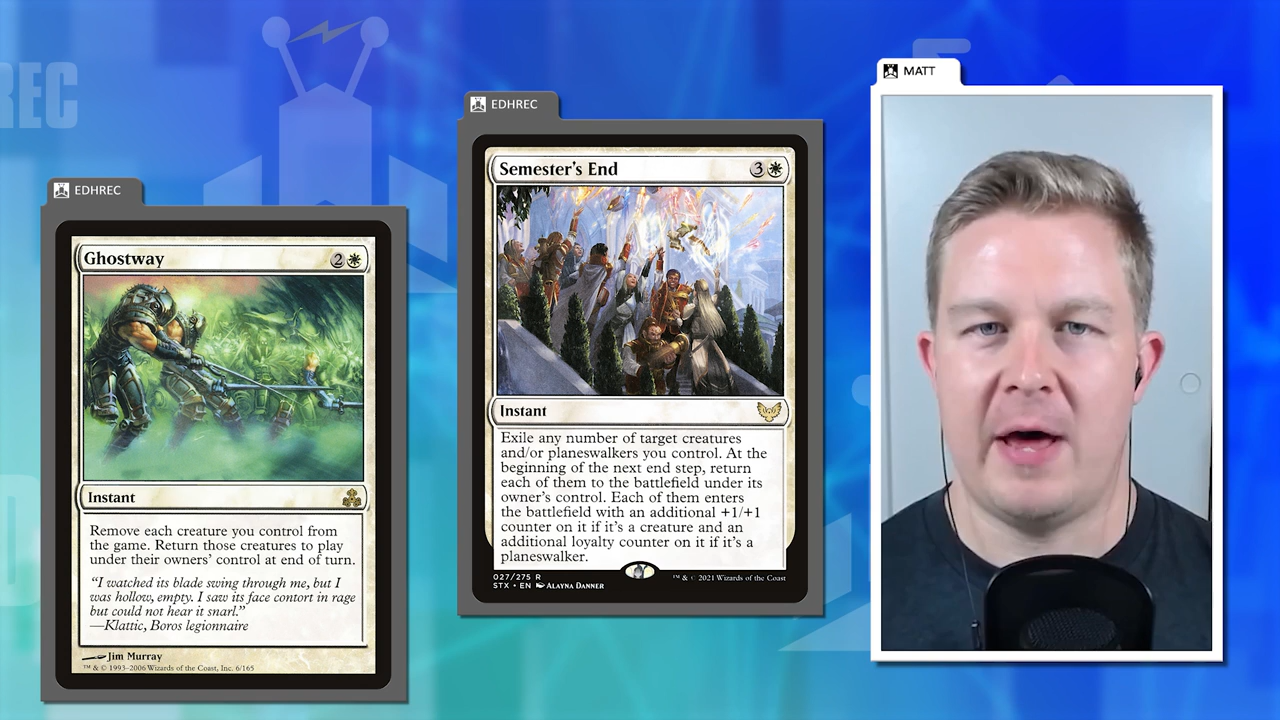 REC
EDHREC
Ghostway
2
Instant
Remove each creature you control from
the game. Return those creatures to play
under their owners' control at end of turn.
"I watched its blade swing through me, but I
was hollow, empty. I saw its face contort in rage
but could not hear it snarl."
—Klattic, Boros legionnaire
Jim Murray
™ & © 1993–2006 Wizards of the Coast, Inc. 6/165
EDHREC
Semester's End
3
Instant
Exile any number of target creatures
and/or planeswalkers you control. At the
beginning of the next end step, return
each of them to the battlefield under its
owner's control. Each of them enters
the battlefield with an additional +1/+1
counter on it if it's a creature and an
additional loyalty counter on it if it's a
planeswalker.
027/275 R
STX • EN ALAYNA DANNER
™ & © 2021 Wizards of the Coast
MATT